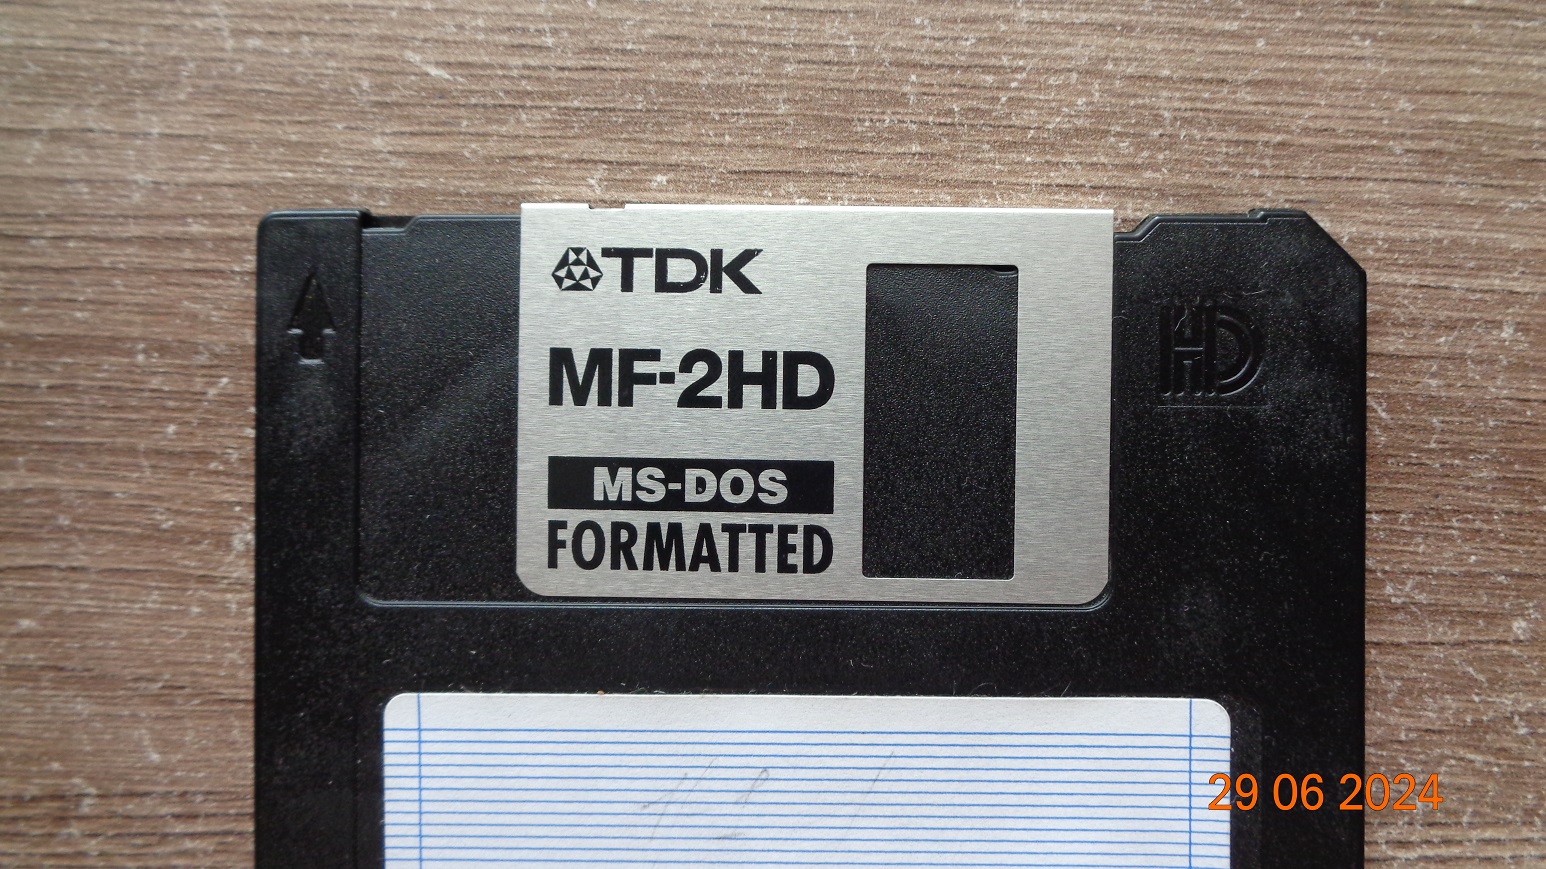 TDK
MF-2HD
MS-DOS
FORMATTED
HD
29 06 2024